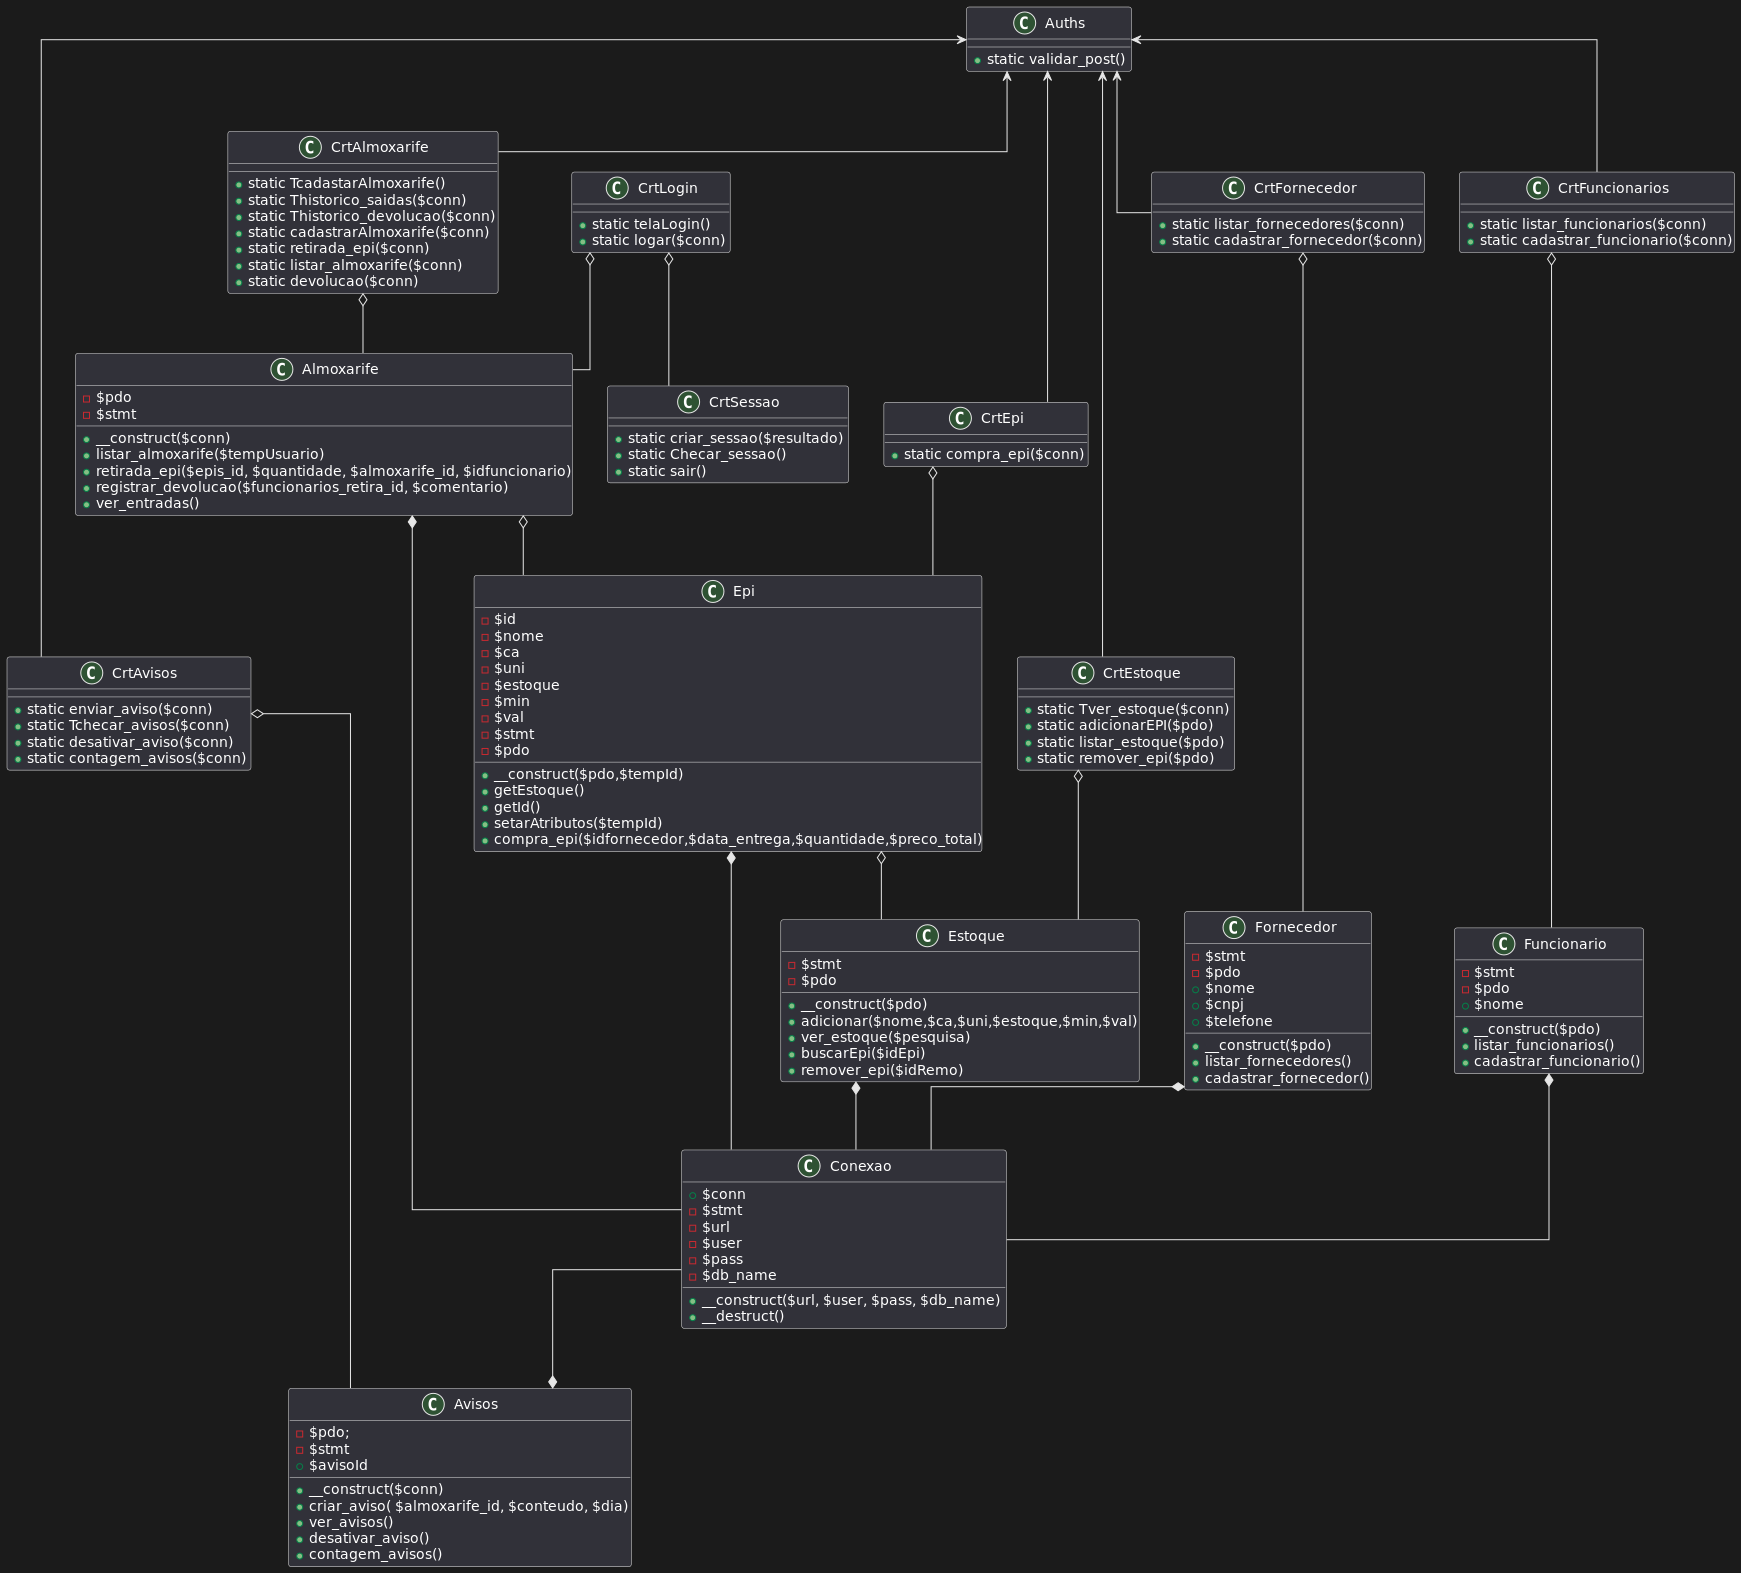 C Auths
static validar_post()
C CrtAlmoxarife
static TcadastarAlmoxarife()
static Thistorico_saidas($conn)
static Thistorico_devolucao($conn)
static cadastrarAlmoxarife($conn)
static retirada_epi($conn)
static listar_almoxarife($conn)
static devolucao($conn)
C CrtLogin
static telaLogin()
static logar($conn)
C CrtFornecedor
static listar_fornecedores($conn)
static cadastrar_fornecedor($conn)
C CrtFuncionarios
static listar_funcionarios($conn)
static cadastrar_funcionario($conn)
C Almoxarife
$pdo
$stmt
__construct($conn)
listar_almoxarife($tempUsuario)
retirada_epi($epis_id, $quantidade, $almoxarife_id, $idfuncionario)
registrar_devolucao($funcionarios_retira_id, $comentario)
ver_entradas()
C CrtSessao
static criar_sessao($resultado)
static Checar_sessao()
static sair()
C CrtEpi
static compra_epi($conn)
C Epi
$id
$nome
$ca
$uni
$estoque
$min
$val
$stmt
$pdo
__construct($pdo,$tempId)
getEstoque()
getId()
setarAtributos($tempId)
compra_epi($idfornecedor,$data_entrega,$quantidade,$preco_total)
C CrtAvisos
static enviar_aviso($conn)
static Tchecar_avisos($conn)
static desativar_aviso($conn)
static contagem_avisos($conn)
C CrtEstoque
static Tver_estoque($conn)
static adicionarEPI($pdo)
static listar_estoque($pdo)
static remover_epi($pdo)
C Estoque
$stmt
$pdo
__construct($pdo)
adicionar($nome,$ca,$uni,$estoque,$min,$val)
ver_estoque($pesquisa)
buscarEpi($idEpi)
remover_epi($idRemo)
C Fornecedor
$stmt
$pdo
$nome
$cnpj
$telefone
__construct($pdo)
listar_fornecedores()
cadastrar_fornecedor()
C Funcionario
$stmt
$pdo
$nome
__construct($pdo)
listar_funcionarios()
cadastrar_funcionario()
C Conexao
$conn
$stmt
$url
$user
$pass
$db_name
__construct($url, $user, $pass, $db_name)
__destruct()
C Avisos
$pdo;
$stmt
$avisoId
__construct($conn)
criar_aviso( $almoxarife_id, $conteudo, $dia)
ver_avisos()
desativar_aviso()
contagem_avisos()